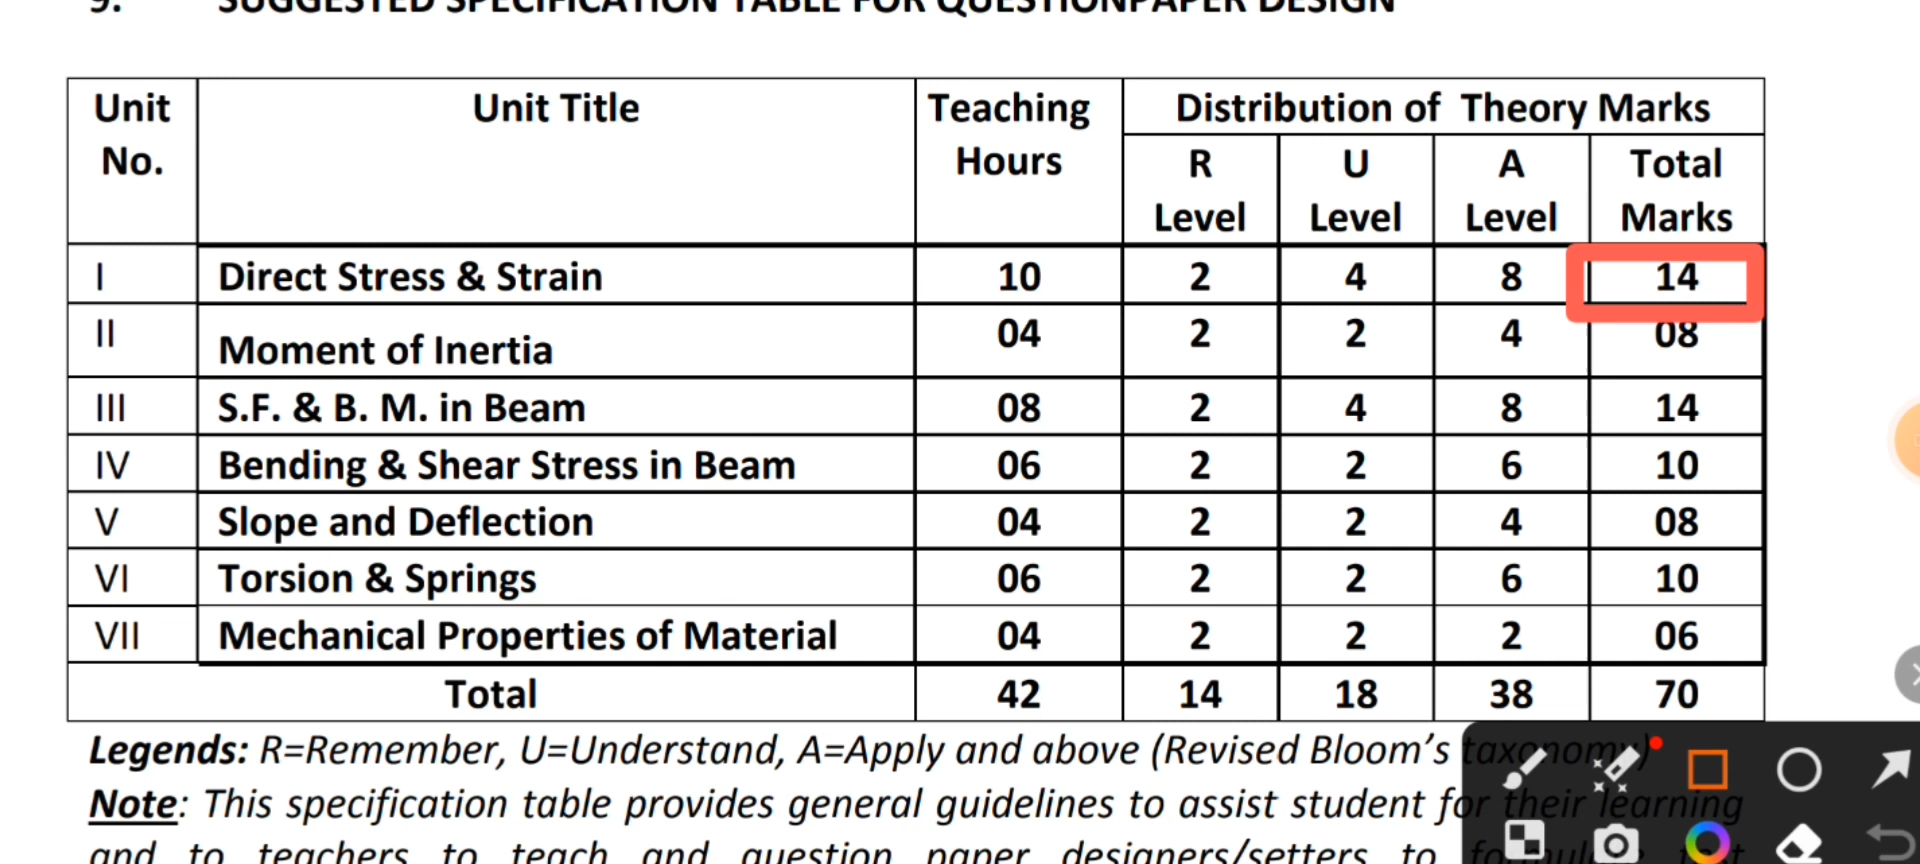 9. SUGGESTED SPECIFICATION TABLE FOR QUESTIONPAPER DESIGN
Unit No. Unit Title Teaching Hours Distribution of Theory Marks
R Level U Level A Level Total Marks
I Direct Stress & Strain 10 2 4 8 14
II Moment of Inertia 04 2 2 4 08
III S.F. & B. M. in Beam 08 2 4 8 14
IV Bending & Shear Stress in Beam 06 2 2 6 10
V Slope and Deflection 04 2 2 4 08
VI Torsion & Springs 06 2 2 6 10
VII Mechanical Properties of Material 04 2 2 2 06
Total 42 14 18 38 70
Legends: R=Remember, U=Understand, A=Apply and above (Revised Bloom’s taxonomy)
Note: This specification table provides general guidelines to assist student for their learning
and to teachers to teach and question paper designers/setters to